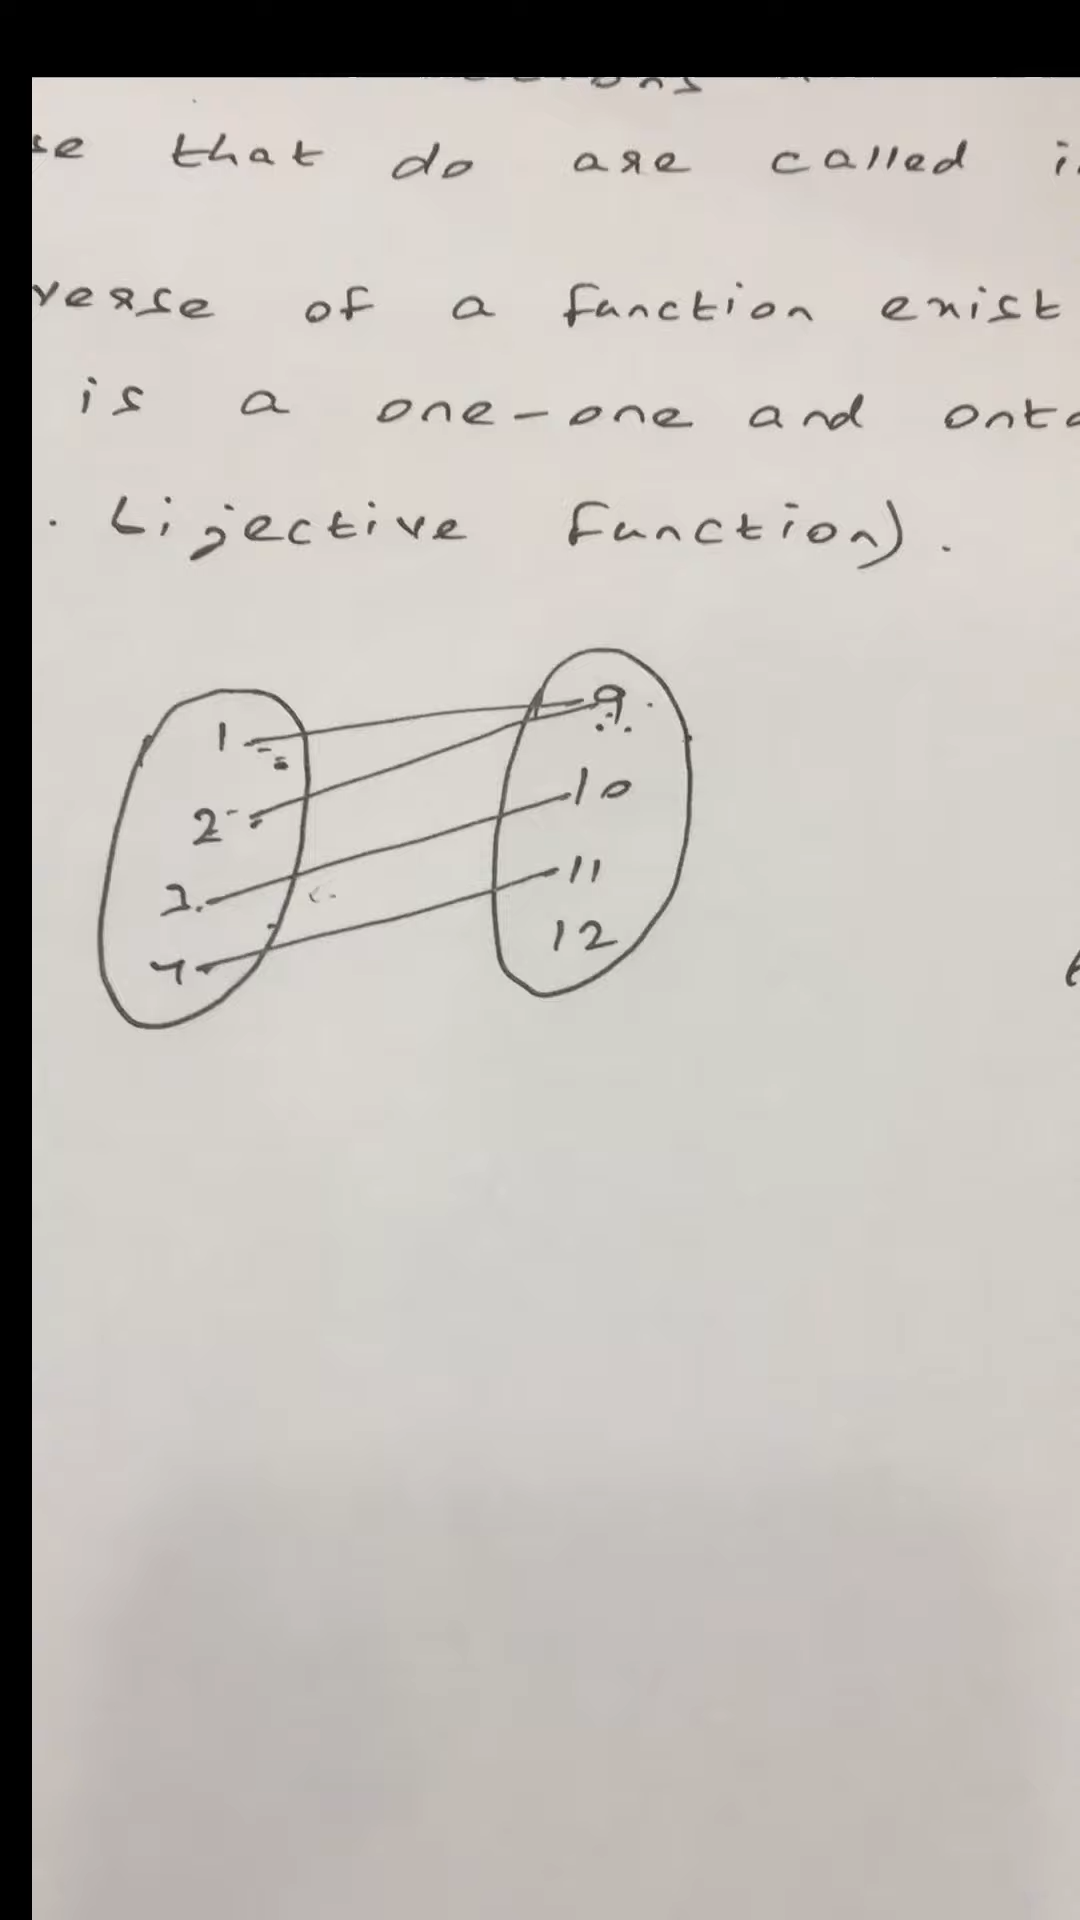 that do are called
of a function exist
is a one-one and onto
. bijective function).
1 9
2 10
3 11
4 12